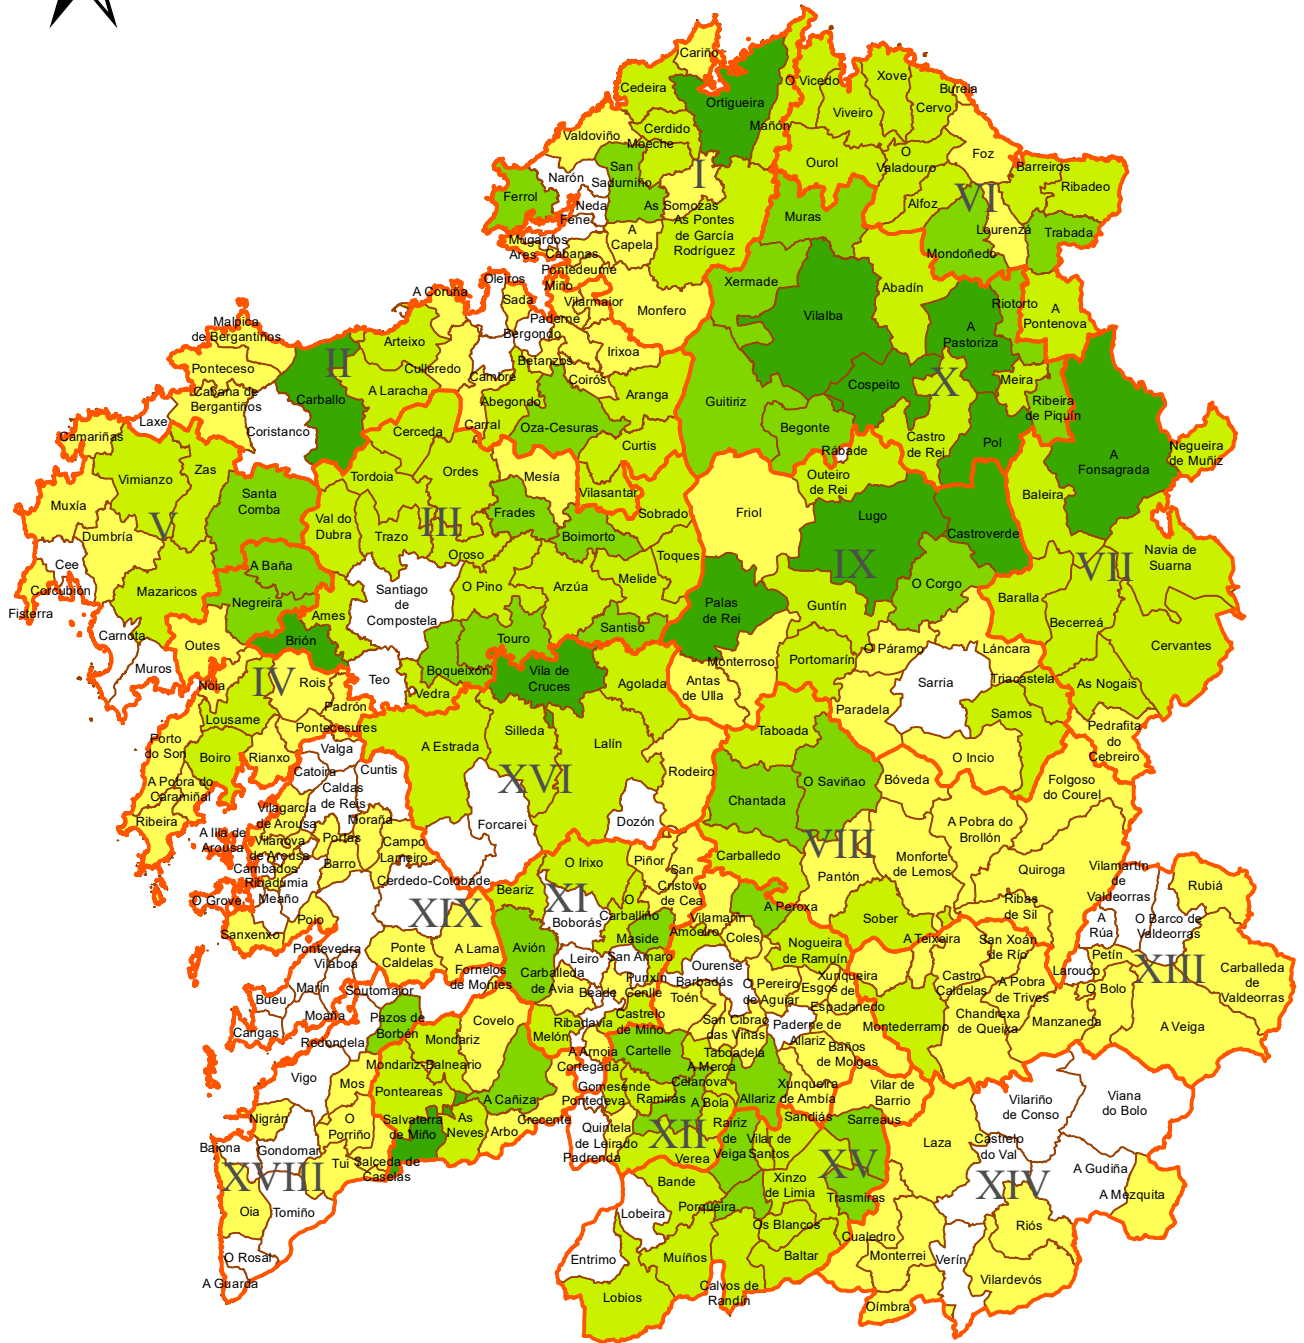 Cariño
Cedeira
Ortigueira
O Vicedo
Xove
Burela
Cervo
Viveiro
Mañón
Valdoviño
Cerdido
Moeche
Foz
Ourol
O
Valadouro
Barreiros
Ribadeo
Narón
San
Sadurniño
I
Ferrol
Neda
As Somozas
Alfoz
VI
Fene
As Pontes
de García
Rodríguez
Muras
Lourenzá
Trabada
A
Capela
Mugardos
Ares
Cabanas
Mondoñedo
Pontedeume
Olejros
Miño
Xermade
Abadín
A Coruña
Sada
Vilarmaior
Monfero
Riotorto
A
Pontenova
Vilalba
Malpica
de Bergantiños
Paderne
Bergondo
A
Pastoriza
Arteixo
II
Irixoa
Ponteceso
Culleredo
Betanzos
Cambre
Coirós
Cospeito
X
Meira
Cabana de
Bergantiños
A Laracha
Carballo
Abegondo
Aranga
Guitiriz
Ribeira
de Piquín
Laxe
Coristanco
Carral
Cerceda
Oza-Cesuras
Begonte
Camariñas
Curtis
Castro
de Rei
Pol
Rábade
A
Fonsagrada
Negueira
de Muñiz
Zas
Vimianzo
Tordoia
Ordes
Mesía
Outeiro
de Rei
Santa
Comba
Vilasantar
Baleira
Muxía
V
Val do
Dubra
III
Frades
Sobrado
Friol
Lugo
Dumbría
Trazo
Boimorto
Castroverde
Oroso
Toques
Navia de
Suarna
Cee
A Baña
IX
VII
Corcubión
Mazaricos
Santiago
de
Compostela
O Pino
Arzúa
Melide
O Corgo
Fisterra
Negreira
Ames
Palas
de Rei
Guntín
Baralla
Becerreá
Carnota
Outes
Brión
Touro
Santiso
Cervantes
Muros
Boqueixón
Monterroso
Portomarín
O Páramo
Láncara
Noia
IV
Rois
Teo
Vedra
Vila de
Cruces
Agolada
Antas
de Ulla
Sarria
Triacastela
As Nogais
Lousame
Padrón
Pontecesures
Paradela
Samos
Pedrafita
do
Cebreiro
Porto
do Son
Boiro
Rianxo
Valga
A Estrada
Silleda
Lalín
Taboada
Catoira
Cuntis
XVI
Rodeiro
O Saviñao
Bóveda
O Incio
Folgoso
do Courel
A Pobra do
Caramiñal
Caldas
de Reis
Chantada
Ribeira
Vilagarcía
de Arousa
Moraña
Forcarei
Dozón
A Pobra do
Brollón
A Illa de
Arousa
Vilanova
de Arousa
Portas
Campo
Lameiro
VIII
Cambados
Barro
O Irixo
Piñor
Carballedo
Monforte
de Lemos
Quiroga
Vilamartín
de
Valdeorras
Ribadumia
Cerdedo-Cotobade
San
Cristovo
de Cea
Pantón
Rubiá
O Grove
Meaño
Beariz
XI
O
Carballiño
A Peroxa
Ribas
de Sil
Poio
XIX
Boborás
Vilamarín
Sober
A
Rúa
O Barco de
Valdeorras
Sanxenxo
Amoeiro
A Teixeira
Pontevedra
Ponte
Caldelas
A Lama
Avión
Maside
Coles
Nogueira
de Ramuín
San Xoán
de Río
Petín
Vilaboa
Leiro
San Amaro
Larouco
XIII
Carballeda
de
Valdeorras
Fornelos
de Montes
Carballeda
de Avia
Ourense
Xunqueira
de
Espadanedo
Castro
Caldelas
A Pobra
de Trives
O Bolo
Bueu
Marín
Soutomaior
Beade
Punxín
Cenlle
Barbadás
O Pereiro
de Aguiar
Esgos
Moaña
Toén
Cangas
Pazos de
Borbén
Covelo
Ribadavia
Castrelo
de Miño
San Cibrao
das Viñas
Paderne de
Allariz
Montederramo
Chandrexa
de Queixa
Manzaneda
A Veiga
Redondela
Mondariz
Melón
Baños
de Molgas
A Arnoia
Cartelle
Taboadela
Mondariz-Balneario
Cortegada
A Merca
Vigo
Mos
Gomesende
Celanova
Xunqueira
de Ambía
Vilar de
Barrio
Vilariño
de Conso
Viana
do Bolo
Ponteareas
A Cañiza
Pontedeva
Ramirás
A Bola
Allariz
Nigrán
O
Porriño
Salvaterra
de Miño
As
Neves
Arbo
Crecente
Quintela
de Leirado
XII
Rairiz
de
Veiga
Sandiás
Sarreaus
Laza
Castrelo
do Val
Baiona
Gondomar
Padrenda
Verea
Vilar de
Santos
XV
A Gudiña
XVIII
Tui
Salceda de
Caselas
Bande
Xinzo
de Limia
Trasmiras
XIV
A Mezquita
Oia
Tomiño
Lobeira
Porqueira
Os Blancos
Cualedro
Riós
O Rosal
Entrimo
Muíños
Baltar
Monterrei
Verín
A Guarda
Lobios
Calvos de
Randín
Vilardevós
Oímbra